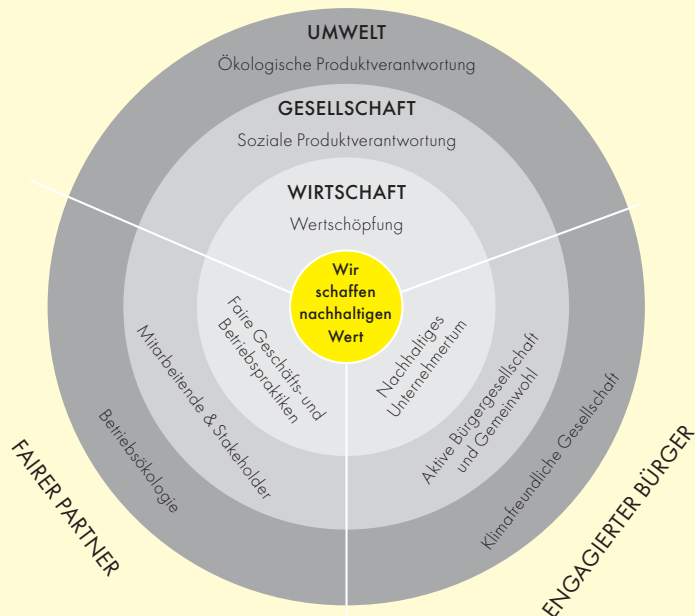 UMWELT
Ökologische Produktverantwortung
GESELLSCHAFT
Soziale Produktverantwortung
WIRTSCHAFT
Wertschöpfung
Wir
schaffen
nachhaltigen
Wert
Faire Geschäfts- und
Betriebspraktiken
Mitarbeitende & Stakeholder
Betriebsökologie
FAIRER PARTNER
Nachhaltiges
Unternehmertum
Aktive Bürgergesellschaft
und Gemeinwohl
Klimafreundliche Gesellschaft
ENGAGIERTER BÜRGER